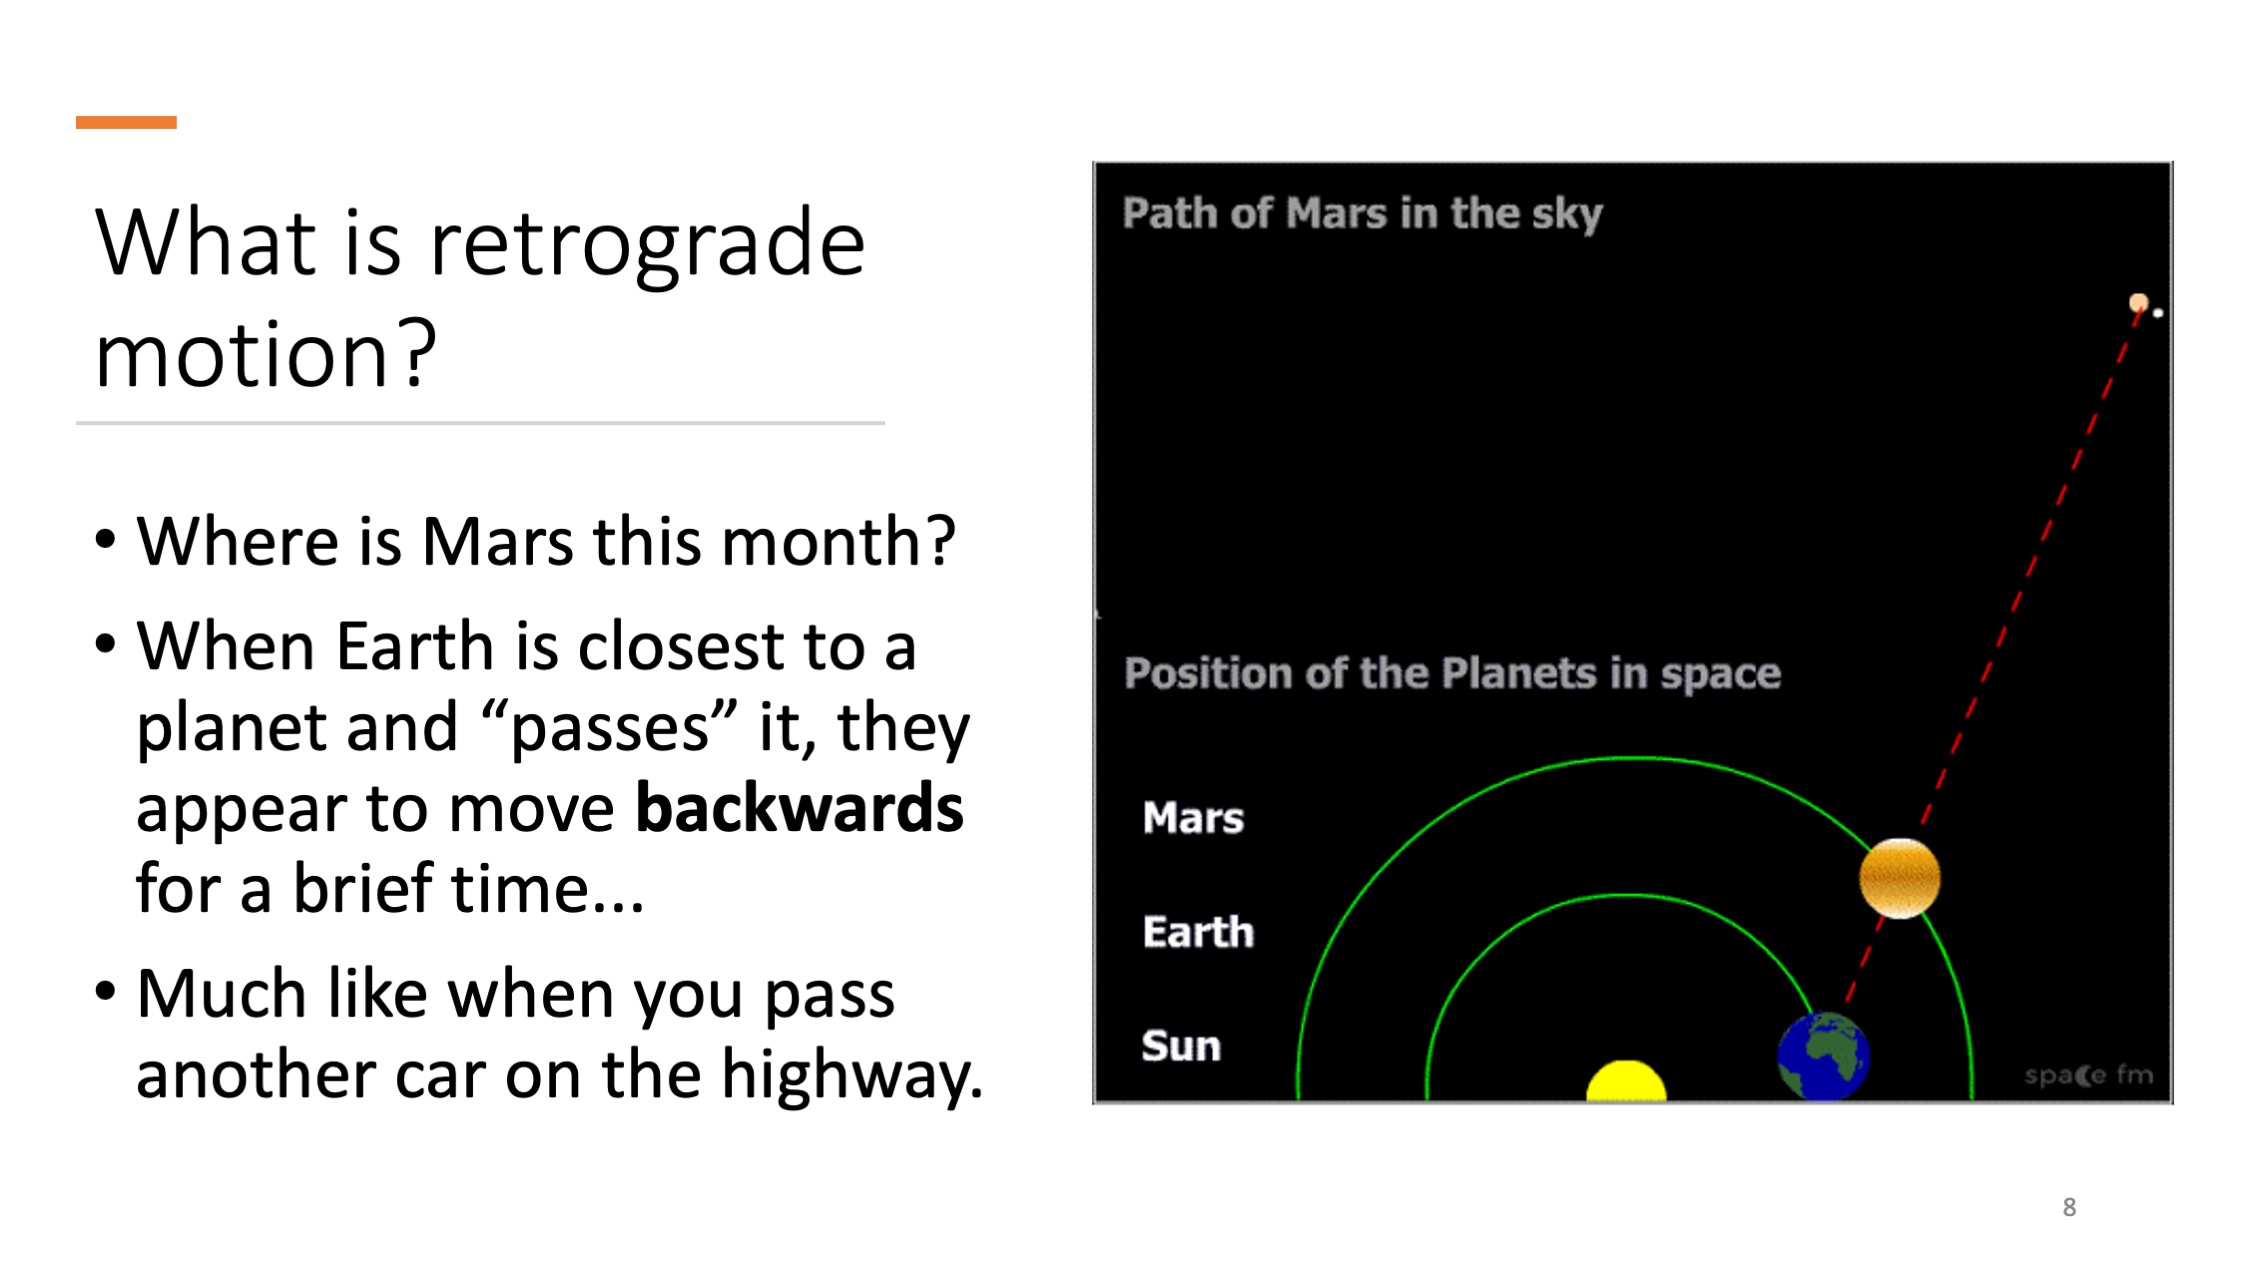 What is retrograde
motion?
• Where is Mars this month?
• When Earth is closest to a
planet and “passes” it, they
appear to move backwards
for a brief time...
• Much like when you pass
another car on the highway.
Path of Mars in the sky
Position of the Planets in space
Mars
Earth
Sun
space fm
8